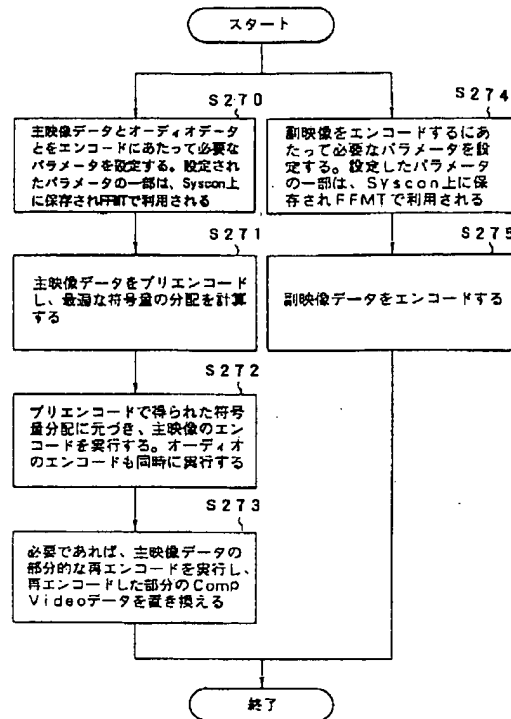 スタート
S270
主映像データとオーディオデータ
とをエンコードにあたって必要な
パラメータを設定する。設定され
たパラメータの一部は、Syscon上
に保存されFFMTで利用される
S271
主映像データをプリエンコード
し、最適な符号量の分配を計算
する
S272
プリエンコードで得られた符号
量分配に元づき、主映像のエン
コードを実行する。オーディオ
のエンコードも同時に実行する
S273
必要であれば、主映像データの
部分的な再エンコードを実行し、
再エンコードした部分のComp
Videoデータを置き換える
S274
副映像をエンコードするにあ
たって必要なパラメータを設
定する。設定したパラメータ
の一部は、Syscon上に保
存されFFMTで利用される
S275
副映像データをエンコードする
終了